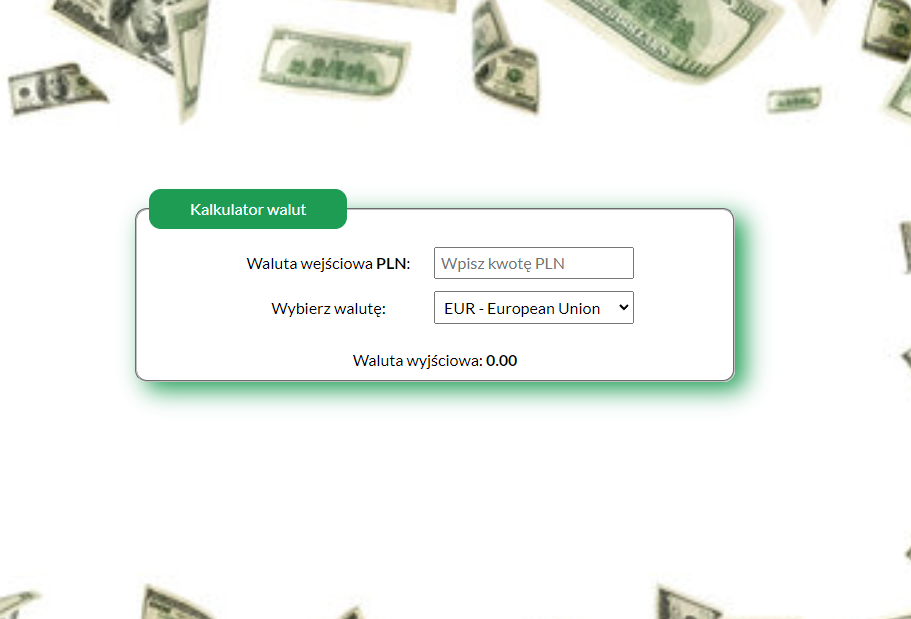 Kalkulator walut
Waluta wejściowa PLN: Wpisz kwotę PLN
Wybierz walutę: EUR - European Union
Waluta wyjściowa: 0.00